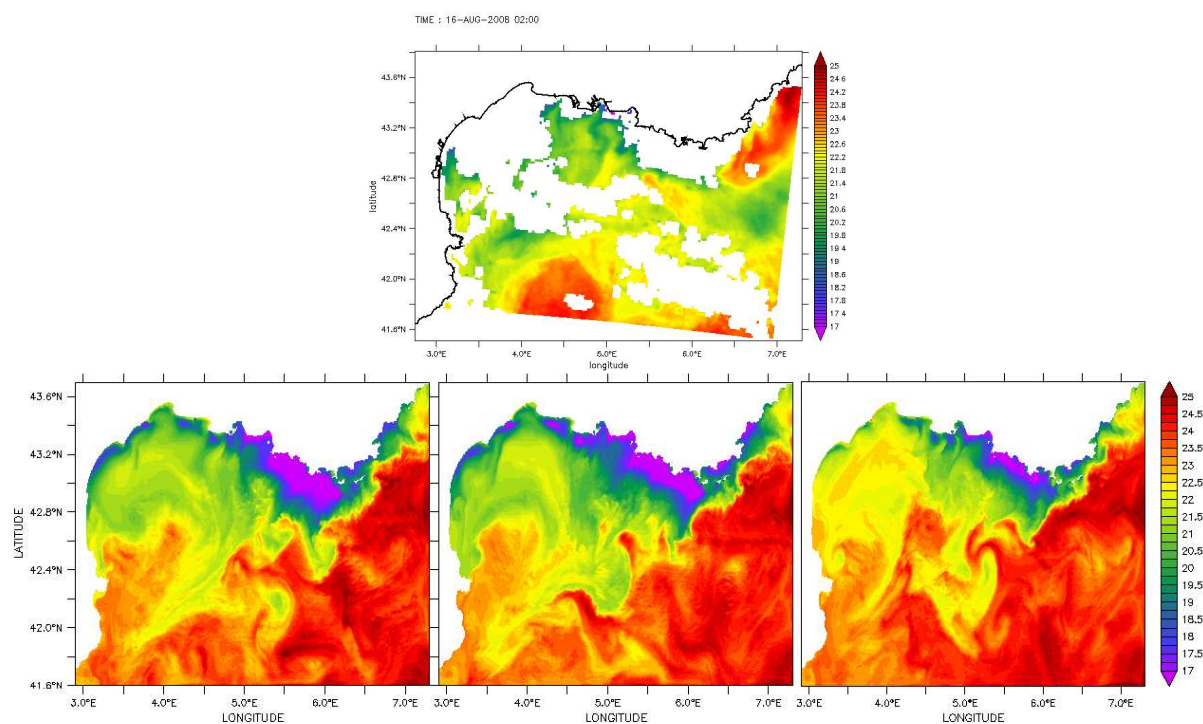 TIME : 16-AUG-2008 02:00
43.6°N
43.2°N
42.8°N
42.4°N
42.0°N
41.6°N
latitude
3.0°E 4.0°E 5.0°E 6.0°E 7.0°E
longitude
25
24.6
24.2
23.8
23.4
23
22.6
22.2
21.8
21.4
21
20.6
20.2
19.8
19.4
19
18.6
18.2
17.8
17.4
17
43.6°N
43.2°N
42.8°N
42.4°N
42.0°N
41.6°N
LATITUDE
3.0°E 4.0°E 5.0°E 6.0°E 7.0°E
LONGITUDE
3.0°E 4.0°E 5.0°E 6.0°E 7.0°E
LONGITUDE
3.0°E 4.0°E 5.0°E 6.0°E 7.0°E
LONGITUDE
25
24.5
24
23.5
23
22.5
22
21.5
21
20.5
20
19.5
19
18.5
18
17.5
17